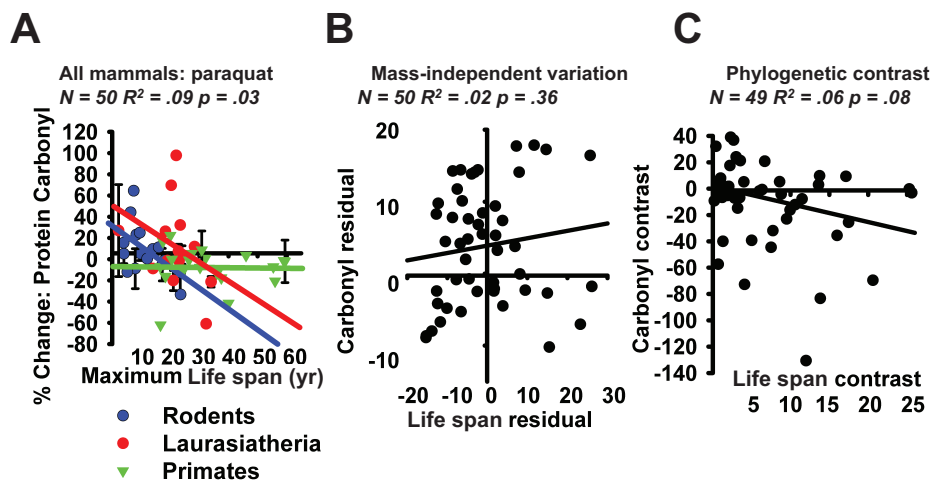 A
All mammals: paraquat
N = 50 R² = .09 p = .03
% Change: Protein Carbonyl
120
100
80
60
40
20
0
-20
-40
-60
-80
10 20 30 40 50 60
Maximum Life span (yr)
Rodents
Laurasiatheria
Primates
B
Mass-independent variation
N = 50 R² = .02 p = .36
Carbonyl residual
20
10
0
-10
-20 -10 0 10 20 30
Life span residual
C
Phylogenetic contrast
N = 49 R² = .06 p = .08
Carbonyl contrast
40
20
0
-20
-40
-60
-80
-100
-120
-140
Life span contrast
5 10 15 20 25